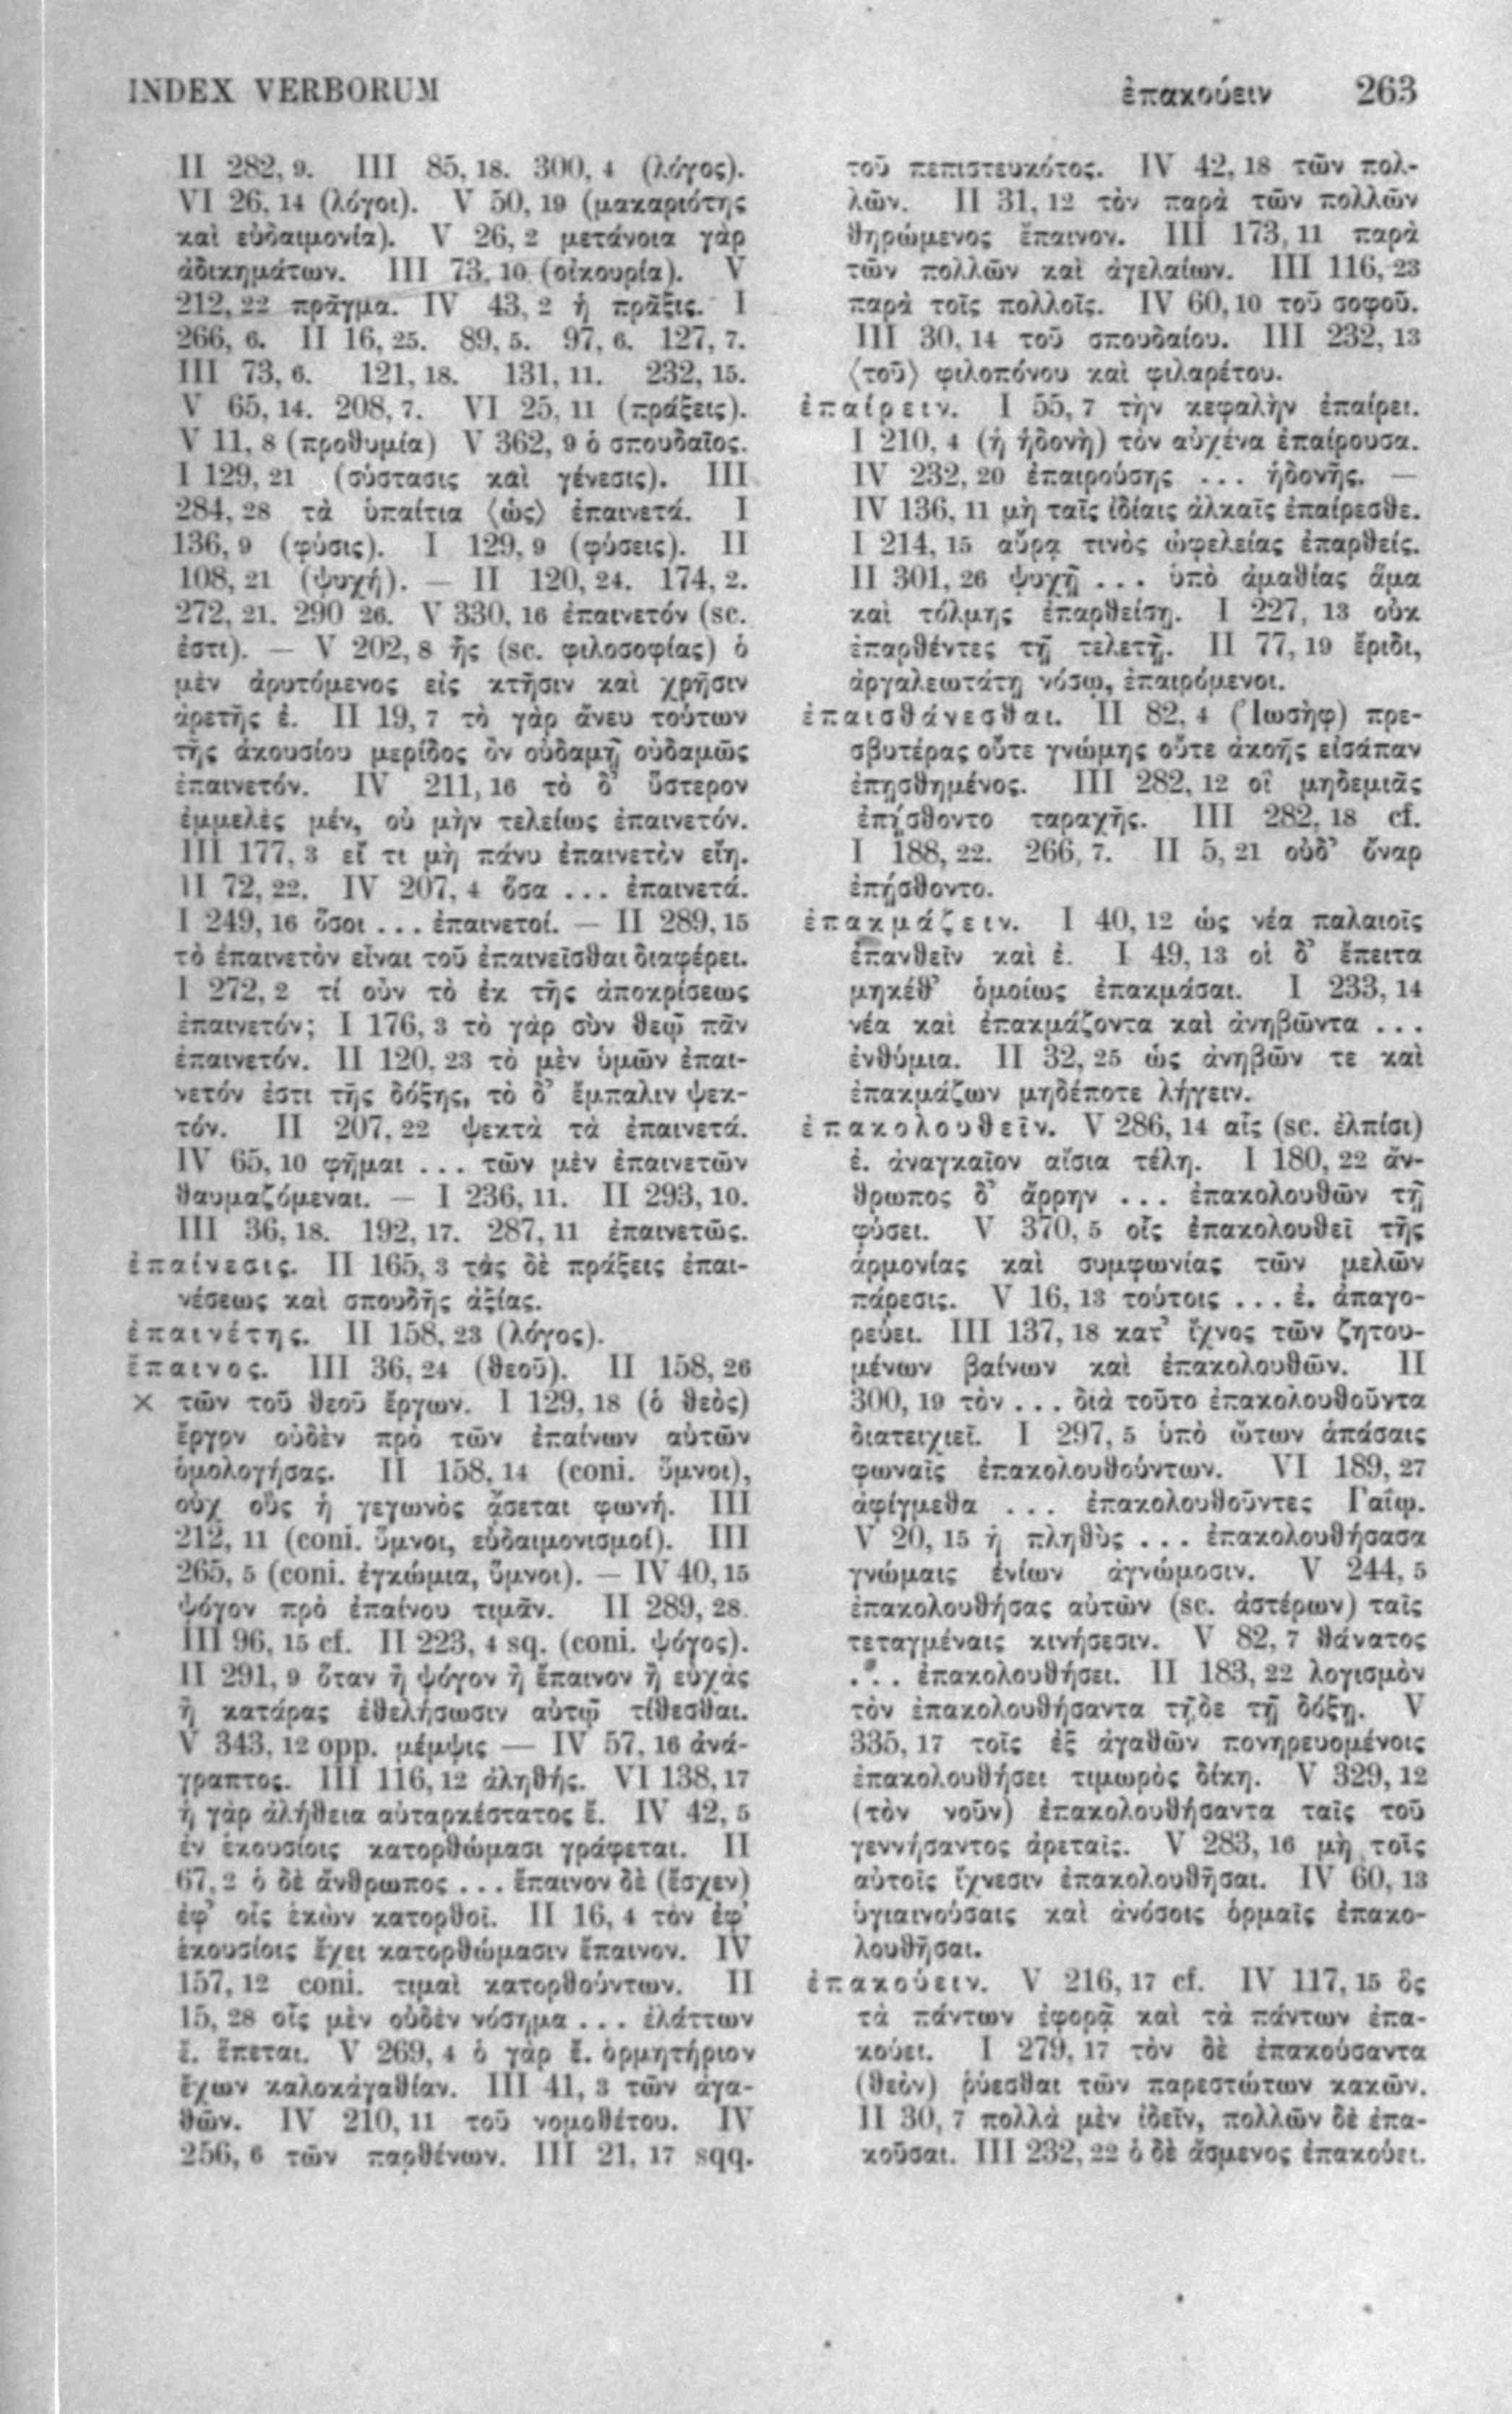 INDEX VERBORUM ἐπακούειν 263
II 282, 9. III 85, 18. 300, 4 (λόγος).
VI 26, 14 (λόγοι). V 50, 19 (μακαριότης
καὶ εὐδαιμονία). V 26, 2 μετάνοια γὰρ
ἁδικημάτων. III 73, 10 (οἰκουρία). V
212, 22 πρᾶγμα. IV 43, 2 ἡ πρᾶξις. I
266, 6. II 16, 25. 89, 5. 97, 6. 127, 7.
III 73, 6. 121, 18. 131, 11. 232, 15.
V 65, 14. 208, 7. VI 25, 11 (πράξεις).
V 11, 8 (προθυμία) V 362, 9 ὁ σπουδαῖος.
I 129, 21 (σύστασις καὶ γένεσις). III
284, 28 τὰ ὑπαίτια ⟨ὡς⟩ ἐπαινετά. I
136, 9 (φύσις). I 129, 9 (φύσεις). II
108, 21 (ψυχή). — II 120, 24. 174, 2.
272, 21. 290 26. V 330, 16 ἐπαινετόν (sc.
ἐστι). — V 202, 8 ἧς (sc. φιλοσοφίας) ὁ
μὲν ἀρυτόμενος εἰς κτῆσιν καὶ χρῆσιν
ἀρετῆς ἐ. II 19, 7 τὸ γὰρ ἄνευ τούτων
τῆς ἀκουσίου μερίδος ὂν οὐδαμῇ οὐδαμῶς
ἐπαινετόν. IV 211, 16 τὸ δ᾽ ὕστερον
ἐμμελὲς μέν, οὐ μὴν τελείως ἐπαινετόν.
III 177, 3 εἴ τι μὴ πάνυ ἐπαινετὸν εἴη.
II 72, 22. IV 207, 4 ὅσα ... ἐπαινετά.
I 249, 16 ὅσοι ... ἐπαινετοί. — II 289, 15
τὸ ἐπαινετὸν εἶναι τοῦ ἐπαινεῖσθαι διαφέρει.
I 272, 2 τί οὖν τὸ ἐκ τῆς ἀποκρίσεως
ἐπαινετόν; I 176, 3 τὸ γὰρ σὺν θεῷ πᾶν
ἐπαινετόν. II 120, 23 τὸ μὲν ὑμῶν ἐπαι-
νετόν ἐστι τῆς δόξης, τὸ δ᾽ ἔμπαλιν ψεκ-
τόν. II 207, 22 ψεκτὰ τὰ ἐπαινετά.
IV 65, 10 φῆμαι ... τῶν μὲν ἐπαινετῶν
θαυμαζόμεναι. — I 236, 11. II 293, 10.
III 36, 18. 192, 17. 287, 11 ἐπαινετῶς.
ἐπαίνεσις. II 165, 3 τάς δὲ πράξεις ἐπαι-
νέσεως καὶ σπουδῆς ἀξίας.
ἐπαινέτης. II 158, 23 (λόγος).
ἔπαινος. III 36, 24 (θεοῦ). II 158, 26
× τῶν τοῦ θεοῦ ἔργων. I 129, 18 (ὁ θεὸς)
ἔργον οὐδὲν πρὸ τῶν ἐπαίνων αὐτῶν
ὁμολογήσας. II 158, 14 (coni. ὕμνοι),
οὐχ οὓς ἡ γεγωνὸς ᾄσεται φωνή. III
212, 11 (coni. ὕμνοι, εὐδαιμονισμοί). III
265, 5 (coni. ἐγκώμια, ὕμνοι). — IV 40, 15
ψόγον πρὸ ἐπαίνου τιμᾶν. II 289, 28.
III 96, 15 cf. II 223, 4 sq. (coni. ψόγος).
II 291, 9 ὅταν ἢ ψόγον ἢ ἔπαινον ἢ εὐχὰς
ἢ κατάρας ἐθελήσωσιν αὐτῷ τίθεσθαι.
V 343, 12 opp. μέμψις — IV 57, 16 ἀνά-
γραπτος. III 116, 12 ἀληθής. VI 138, 17
ἡ γὰρ ἀλήθεια αὐταρκέστατος ἔ. IV 42, 5
ἐν ἑκουσίοις κατορθώμασι γράφεται. II
67, 2 ὁ δὲ ἄνθρωπος ... ἔπαινον δὲ (ἔσχεν)
ἐφ᾽ οἷς ἑκὼν κατορθοῖ. II 16, 4 τὸν ἐφ᾽
ἑκουσίοις ἔχει κατορθώμασιν ἔπαινον. IV
157, 12 coni. τιμαὶ κατορθούντων. II
15, 28 οἷς μὲν οὐδὲν νόσημα ... ἐλάττων
ἔ. ἕπεται. V 269, 4 ὁ γὰρ ἔ. ὁρμητήριον
ἔχων καλοκἀγαθίαν. III 41, 3 τῶν ἀγα-
θῶν. IV 210, 11 τοῦ νομοθέτου. IV
256, 6 τῶν παρθένων. III 21, 17 sqq.
τοῦ πεπιστευκότος. IV 42, 18 τῶν πολ-
λῶν. II 31, 12 τὸν παρὰ τῶν πολλῶν
θηρώμενος ἔπαινον. III 173, 11 παρὰ
τῶν πολλῶν καὶ ἀγελαίων. III 116, 23
παρὰ τοῖς πολλοῖς. IV 60, 10 τοῦ σοφοῦ.
III 30, 14 τοῦ σπουδαίου. III 232, 13
⟨τοῦ⟩ φιλοπόνου καὶ φιλαρέτου.
ἐπαίρειν. I 55, 7 τὴν κεφαλὴν ἐπαίρει.
I 210, 4 (ἡ ἡδονὴ) τὸν αὐχένα ἐπαίρουσα.
IV 232, 20 ἐπαιρούσης ... ἡδονῆς. —
IV 136, 11 μὴ ταῖς ἰδίαις ἀλκαῖς ἐπαίρεσθε.
I 214, 15 αὔρᾳ τινὸς ὠφελείας ἐπαρθείς.
II 301, 26 ψυχῇ ... ὑπὸ ἀμαθίας ἅμα
καὶ τόλμης ἐπαρθείσῃ. I 227, 13 οὐκ
ἐπαρθέντες τῇ τελετῇ. II 77, 19 ἔριδι,
ἀργαλεωτάτῃ νόσῳ, ἐπαιρόμενοι.
ἐπαισθάνεσθαι. II 82, 4 (Ἰωσὴφ) πρε-
σβυτέρας οὔτε γνώμης οὔτε ἀκοῆς εἰσάπαν
ἐπῃσθημένος. III 282, 12 οἳ μηδεμιᾶς
ἐπῄσθοντο ταραχῆς. III 282, 18 cf.
I 188, 22. 266, 7. II 5, 21 οὐδ᾽ ὄναρ
ἐπῄσθοντο.
ἐπακμάζειν. I 40, 12 ὡς νέα παλαιοῖς
ἐπανθεῖν καὶ ἐ. I 49, 13 οἱ δ᾽ ἔπειτα
μηκέθ᾽ ὁμοίως ἐπακμάσαι. I 233, 14
νέα καὶ ἐπακμάζοντα καὶ ἀνηβῶντα ...
ἐνθύμια. II 32, 25 ὡς ἀνηβῶν τε καὶ
ἐπακμάζων μηδέποτε λήγειν.
ἐπακολουθεῖν. V 286, 14 αἷς (sc. ἐλπίσι)
ἐ. ἀναγκαῖον αἴσια τέλη. I 180, 22 ἄν-
θρωπος δ᾽ ἄρρην ... ἐπακολουθῶν τῇ
φύσει. V 370, 5 οἷς ἐπακολουθεῖ τῆς
ἁρμονίας καὶ συμφωνίας τῶν μελῶν
πάρεσις. V 16, 13 τούτοις ... ἐ. ἀπαγο-
ρεύει. III 137, 18 κατ᾽ ἴχνος τῶν ζητου-
μένων βαίνων καὶ ἐπακολουθῶν. II
300, 19 τὸν ... διὰ τοῦτο ἐπακολουθοῦντα
διατειχιεῖ. I 297, 5 ὑπὸ ὤτων ἁπάσαις
φωναῖς ἐπακολουθούντων. VI 189, 27
ἀφίγμεθα ... ἐπακολουθοῦντες Γαΐῳ.
V 20, 15 ἡ πληθὺς ... ἐπακολουθήσασα
γνώμαις ἐνίων ἀγνώμοσιν. V 244, 5
ἐπακολουθήσας αὐτῶν (sc. ἀστέρων) ταῖς
τεταγμέναις κινήσεσιν. V 82, 7 θάνατος
... ἐπακολουθήσει. II 183, 22 λογισμὸν
τὸν ἐπακολουθήσαντα τῇδε τῇ δόξῃ. V
335, 17 τοῖς ἐξ ἀγαθῶν πονηρευομένοις
ἐπακολουθήσει τιμωρὸς δίκη. V 329, 12
(τὸν νοῦν) ἐπακολουθήσαντα ταῖς τοῦ
γεννήσαντος ἀρεταῖς. V 283, 16 μὴ τοῖς
αὐτοῖς ἴχνεσιν ἐπακολουθῆσαι. IV 60, 13
ὑγιαινούσαις καὶ ἀνόσοις ὁρμαῖς ἐπακο-
λουθῆσαι.
ἐπακούειν. V 216, 17 cf. IV 117, 15 ὃς
τὰ πάντων ἐφορᾷ καὶ τὰ πάντων ἐπα-
κούει. I 279, 17 τὸν δὲ ἐπακούσαντα
(θεὸν) ῥύεσθαι τῶν παρεστώτων κακῶν.
II 30, 7 πολλὰ μὲν ἰδεῖν, πολλῶν δὲ ἐπα-
κοῦσαι. III 232, 22 ὁ δὲ ἄσμενος ἐπακούει.